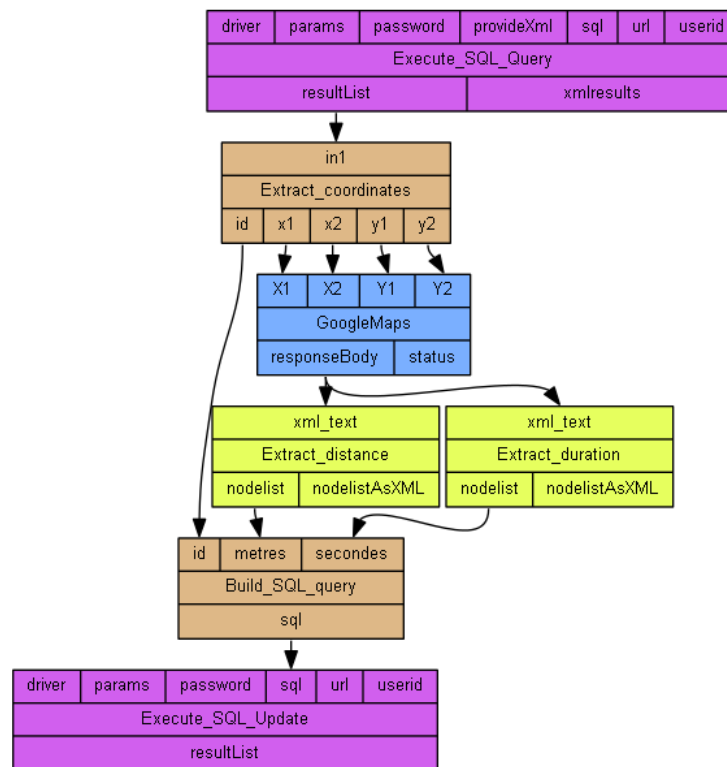 driver params password provideXml sql url userid
Execute_SQL_Query
resultList xmlresults
in1
Extract_coordinates
id x1 x2 y1 y2
X1 X2 Y1 Y2
GoogleMaps
responseBody status
xml_text xml_text
Extract_distance Extract_duration
nodelist nodelistAsXML nodelist nodelistAsXML
id metres secondes
Build_SQL_query
sql
driver params password sql url userid
Execute_SQL_Update
resultList